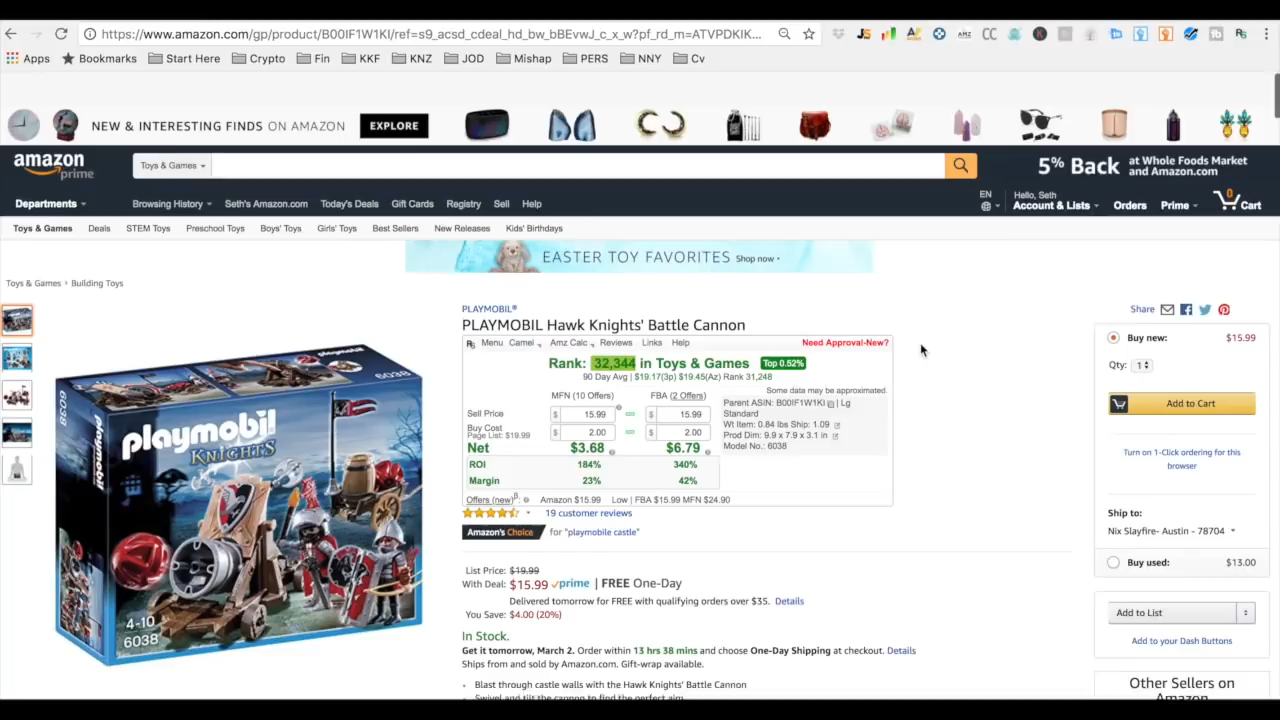 https://www.amazon.com/gp/product/B00IF1W1KI/ref=s9_acsd_cdeal_hd_bw_bBEvwJ_c_x_w?pf_rd_m=ATVPDKIK...
Apps Bookmarks Start Here Crypto Fin KKF KNZ JOD Mishap PERS NNY Cv
NEW & INTERESTING FINDS ON AMAZON EXPLORE
amazon prime
Toys & Games
5% Back at Whole Foods Market and Amazon.com
Departments Browsing History Seth's Amazon.com Today's Deals Gift Cards Registry Sell Help
EN Hello, Seth
Account & Lists Orders Prime 0 Cart
Toys & Games Deals STEM Toys Preschool Toys Boys' Toys Girls' Toys Best Sellers New Releases Kids' Birthdays
EASTER TOY FAVORITES Shop now
Toys & Games › Building Toys
PLAYMOBIL®
PLAYMOBIL Hawk Knights' Battle Cannon
Menu Camel Amz Calc Reviews Links Help Need Approval-New?
Rank: 32,344 in Toys & Games Top 0.52%
90 Day Avg | $19.17(3p) $19.45(Az) Rank 31,248
Some data may be approximated.
MFN (10 Offers) FBA (2 Offers)
Sell Price $ 15.99 $ 15.99
Buy Cost $ 2.00 $ 2.00
Page List: $19.99
Net $3.68 $6.79
ROI 184% 340%
Margin 23% 42%
Parent ASIN: B00IF1W1KI | Lg
Standard
Wt Item: 0.84 lbs Ship: 1.09
Prod Dim: 9.9 x 7.9 x 3.1 in
Model No.: 6038
Offers (new)β: Amazon $15.99 Low | FBA $15.99 MFN $24.90
19 customer reviews
Amazon's Choice for "playmobil castle"
List Price: $19.99
With Deal: $15.99 prime | FREE One-Day
Delivered tomorrow for FREE with qualifying orders over $35. Details
You Save: $4.00 (20%)
In Stock.
Get it tomorrow, March 2. Order within 13 hrs 38 mins and choose One-Day Shipping at checkout. Details
Ships from and sold by Amazon.com. Gift-wrap available.
Blast through castle walls with the Hawk Knights' Battle Cannon
Swivel and tilt the cannon to find the perfect aim
playmobil
KNIGHTS
6038
6038
4-10
6038
Share
Buy new: $15.99
Qty: 1
Add to Cart
Turn on 1-Click ordering for this
browser
Ship to:
Nix Slayfire- Austin - 78704
Buy used: $13.00
Add to List
Add to your Dash Buttons
Other Sellers on
Amazon